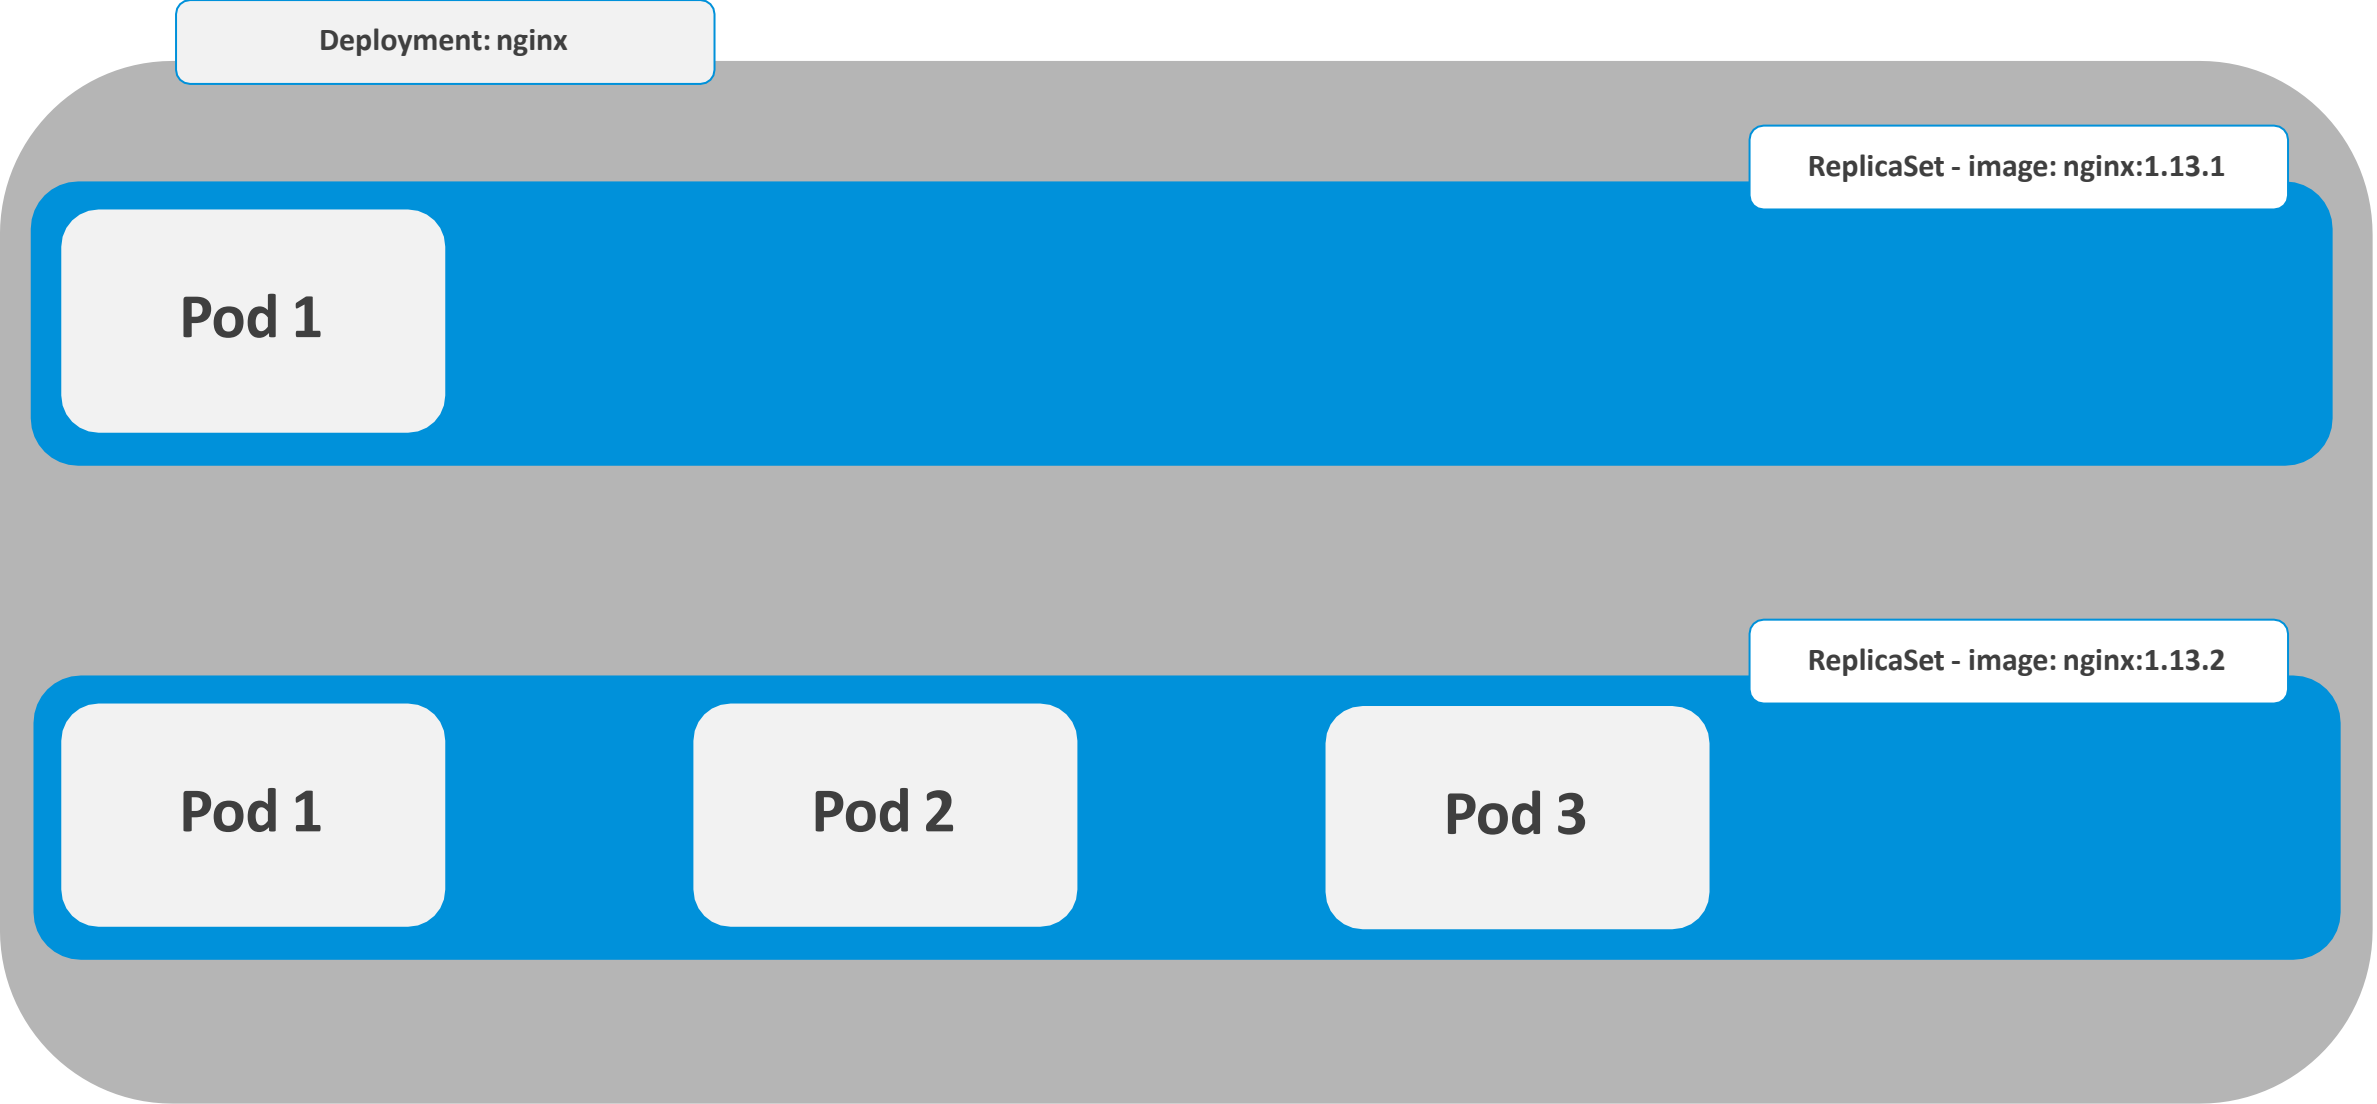 Deployment: nginx
ReplicaSet - image: nginx:1.13.1
Pod 1
ReplicaSet - image: nginx:1.13.2
Pod 1
Pod 2
Pod 3